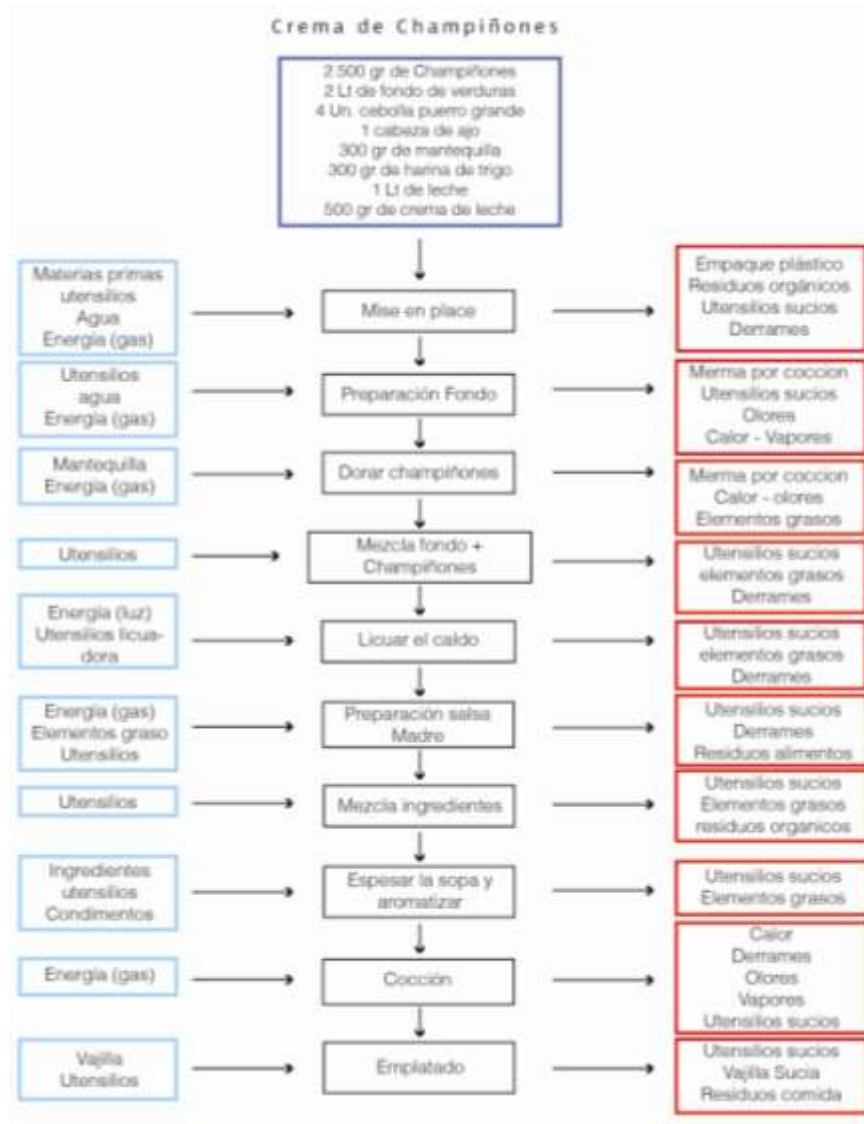 Crema de Champiñones
2.500 gr de Champiñones
2 Lt de fondo de verduras
4 Un. cebolla puerro grande
1 cabeza de ajo
300 gr de mantequilla
300 gr de harina de trigo
1 Lt de leche
500 gr de crema de leche
Materias primas
utensilios
Agua
Energía (gas)
Mise en place
Empaque plástico
Residuos orgánicos
Utensilios sucios
Derrames
Utensilios
agua
Energía (gas)
Preparación Fondo
Merma por coccion
Utensilios sucios
Olores
Calor - Vapores
Mantequilla
Energía (gas)
Dorar champiñones
Merma por coccion
Calor - olores
Elementos grasos
Utensilios
Mezcla fondo +
Champiñones
Utensilios sucios
elementos grasos
Derrames
Energía (luz)
Utensilios licua-
dora
Licuar el caldo
Utensilios sucios
elementos grasos
Derrames
Energía (gas)
Elementos graso
Utensilios
Preparación salsa
Madre
Utensilios sucios
Derrames
Residuos alimentos
Utensilios
Mezcla ingredientes
Utensilios sucios
Elementos grasos
residuos organicos
Ingredientes
utensilios
Condimentos
Espesar la sopa y
aromatizar
Utensilios sucios
Elementos grasos
Energía (gas)
Cocción
Calor
Derrames
Olores
Vapores
Utensilios sucios
Vajilla
Utensilios
Emplatado
Utensilios sucios
Vajilla Sucia
Residuos comida